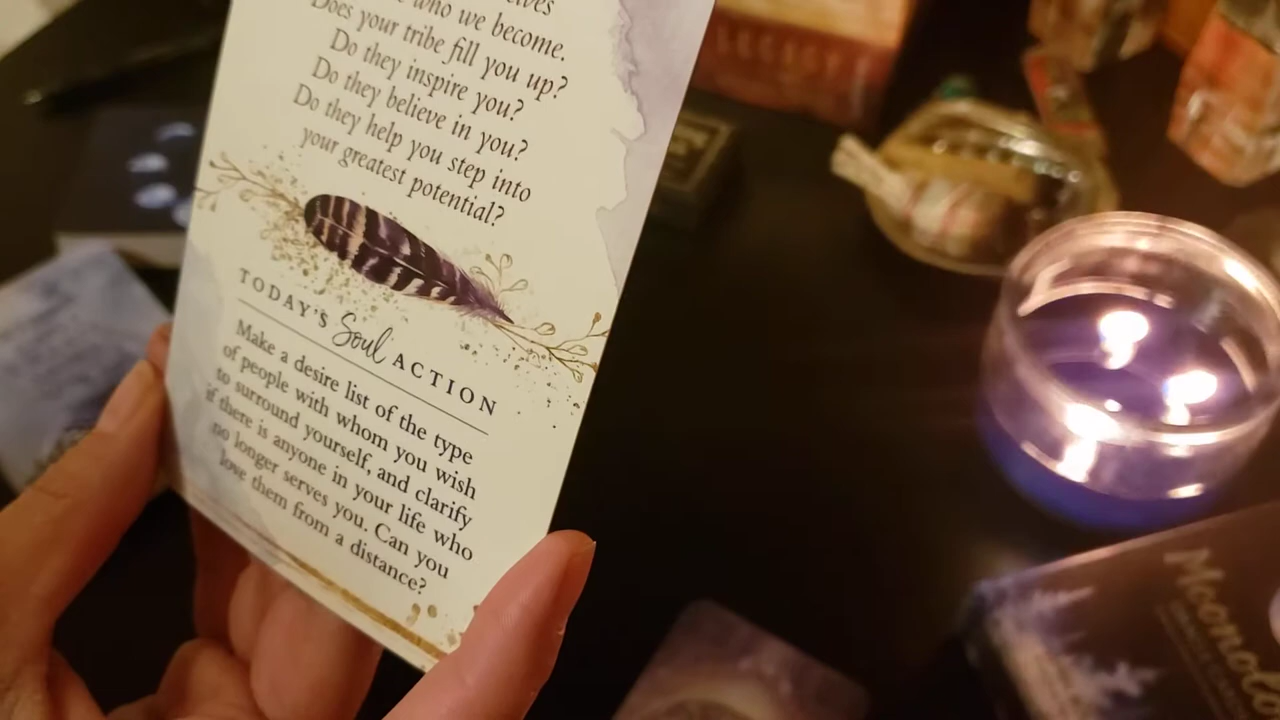 who we become.
Does your tribe fill you up?
Do they inspire you?
Do they believe in you?
Do they help you step into
your greatest potential?
TODAY'S Soul ACTION
Make a desire list of the type
of people with whom you wish
to surround yourself, and clarify
if there is anyone in your life who
no longer serves you. Can you
love them from a distance?